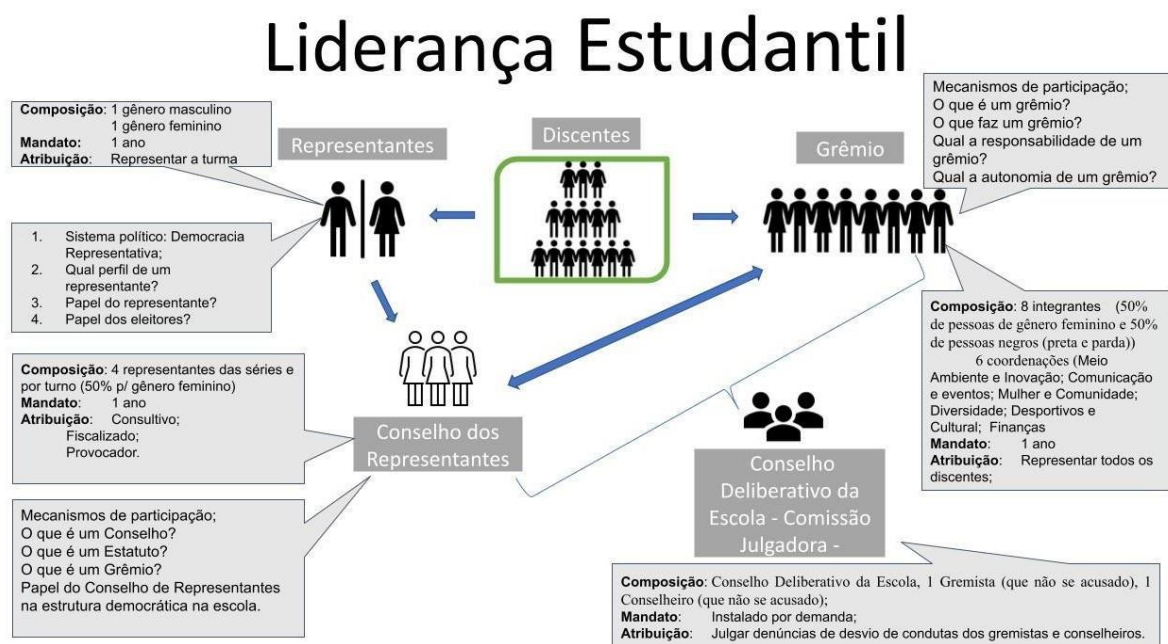 Liderança Estudantil
Composição: 1 gênero masculino
1 gênero feminino
Mandato: 1 ano
Atribuição: Representar a turma
Representantes
Discentes
Grêmio
Mecanismos de participação;
O que é um grêmio?
O que faz um grêmio?
Qual a responsabilidade de um
grêmio?
Qual a autonomia de um grêmio?
1. Sistema político: Democracia
Representativa;
2. Qual perfil de um
representante?
3. Papel do representante?
4. Papel dos eleitores?
Composição: 8 integrantes (50%
de pessoas de gênero feminino e 50%
de pessoas negros (preta e parda))
6 coordenações (Meio
Ambiente e Inovação; Comunicação
e eventos; Mulher e Comunidade;
Diversidade; Desportivos e
Cultural; Finanças
Mandato: 1 ano
Atribuição: Representar todos os
discentes;
Composição: 4 representantes das séries e
por turno (50% p/ gênero feminino)
Mandato: 1 ano
Atribuição: Consultivo;
Fiscalizado;
Provocador.
Conselho dos
Representantes
Conselho
Deliberativo da
Escola - Comissão
Julgadora -
Mecanismos de participação;
O que é um Conselho?
O que é um Estatuto?
O que é um Grêmio?
Papel do Conselho de Representantes
na estrutura democrática na escola.
Composição: Conselho Deliberativo da Escola, 1 Gremista (que não se acusado), 1
Conselheiro (que não se acusado);
Mandato: Instalado por demanda;
Atribuição: Julgar denúncias de desvio de condutas dos gremistas e conselheiros.